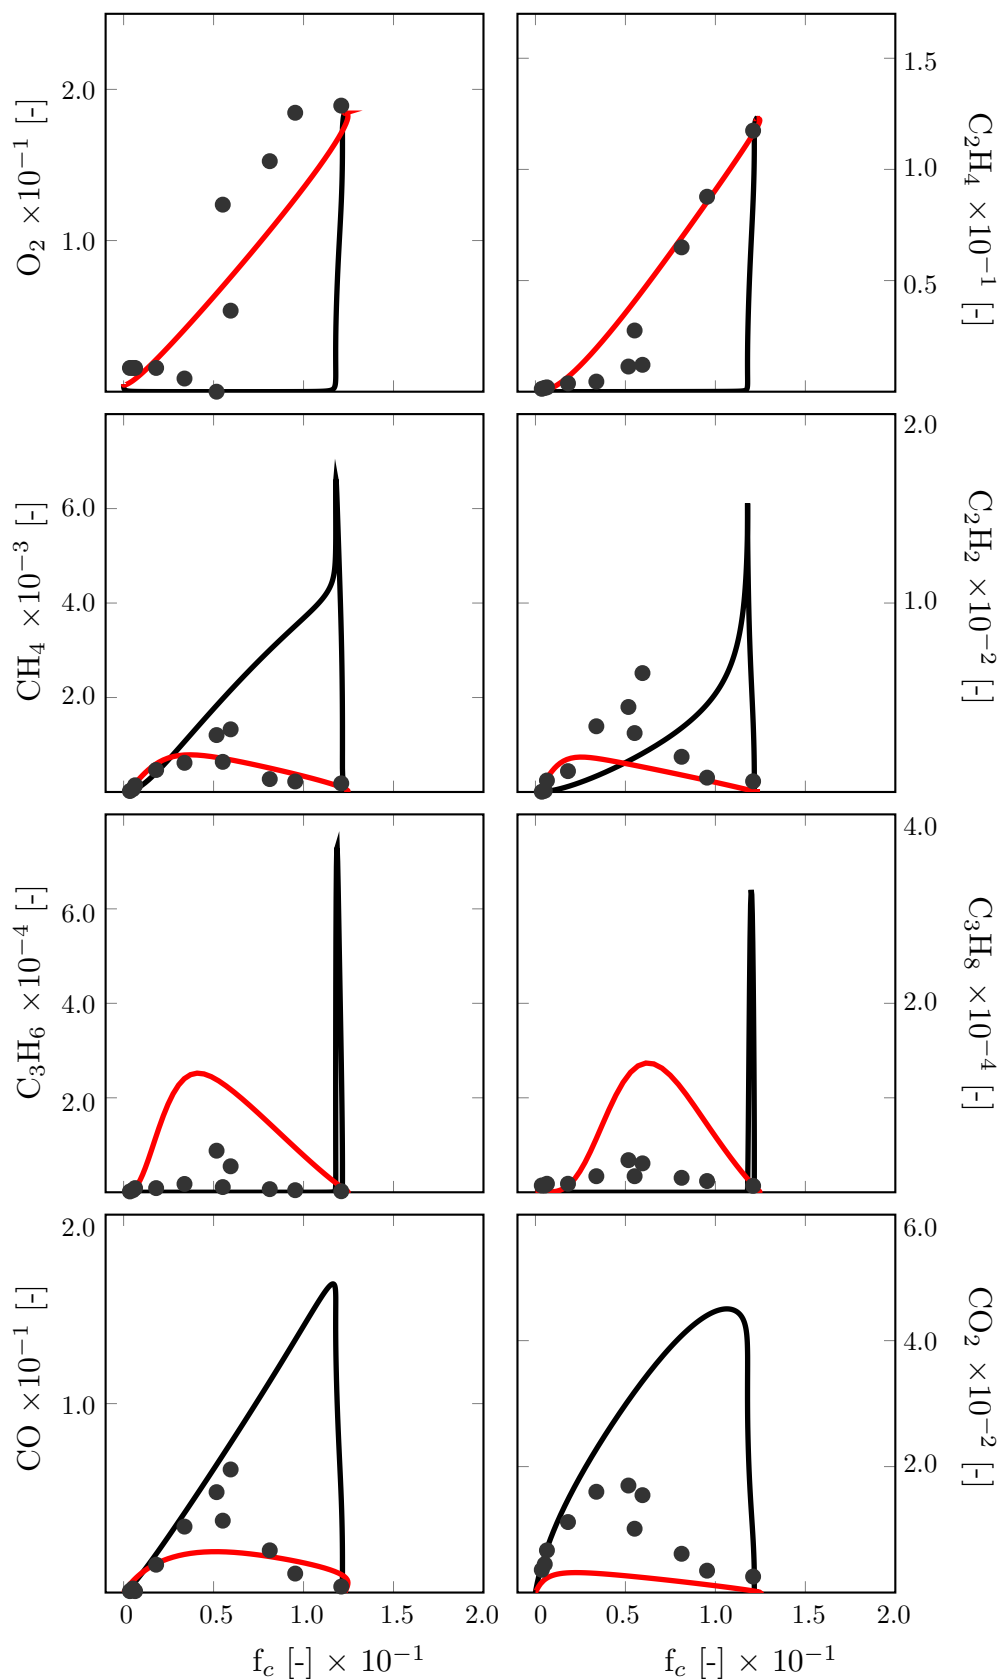 2.0
1.0
O₂ ×10⁻¹ [-]
1.5
1.0
0.5
C₂H₄ ×10⁻¹ [-]
6.0
4.0
2.0
CH₄ ×10⁻³ [-]
2.0
1.0
C₂H₂ ×10⁻² [-]
6.0
4.0
2.0
C₃H₆ ×10⁻⁴ [-]
4.0
2.0
C₃H₈ ×10⁻⁴ [-]
2.0
1.0
CO ×10⁻¹ [-]
6.0
4.0
2.0
CO₂ ×10⁻² [-]
0 0.5 1.0 1.5 2.0
0 0.5 1.0 1.5 2.0
f_c [-] × 10⁻¹
f_c [-] × 10⁻¹